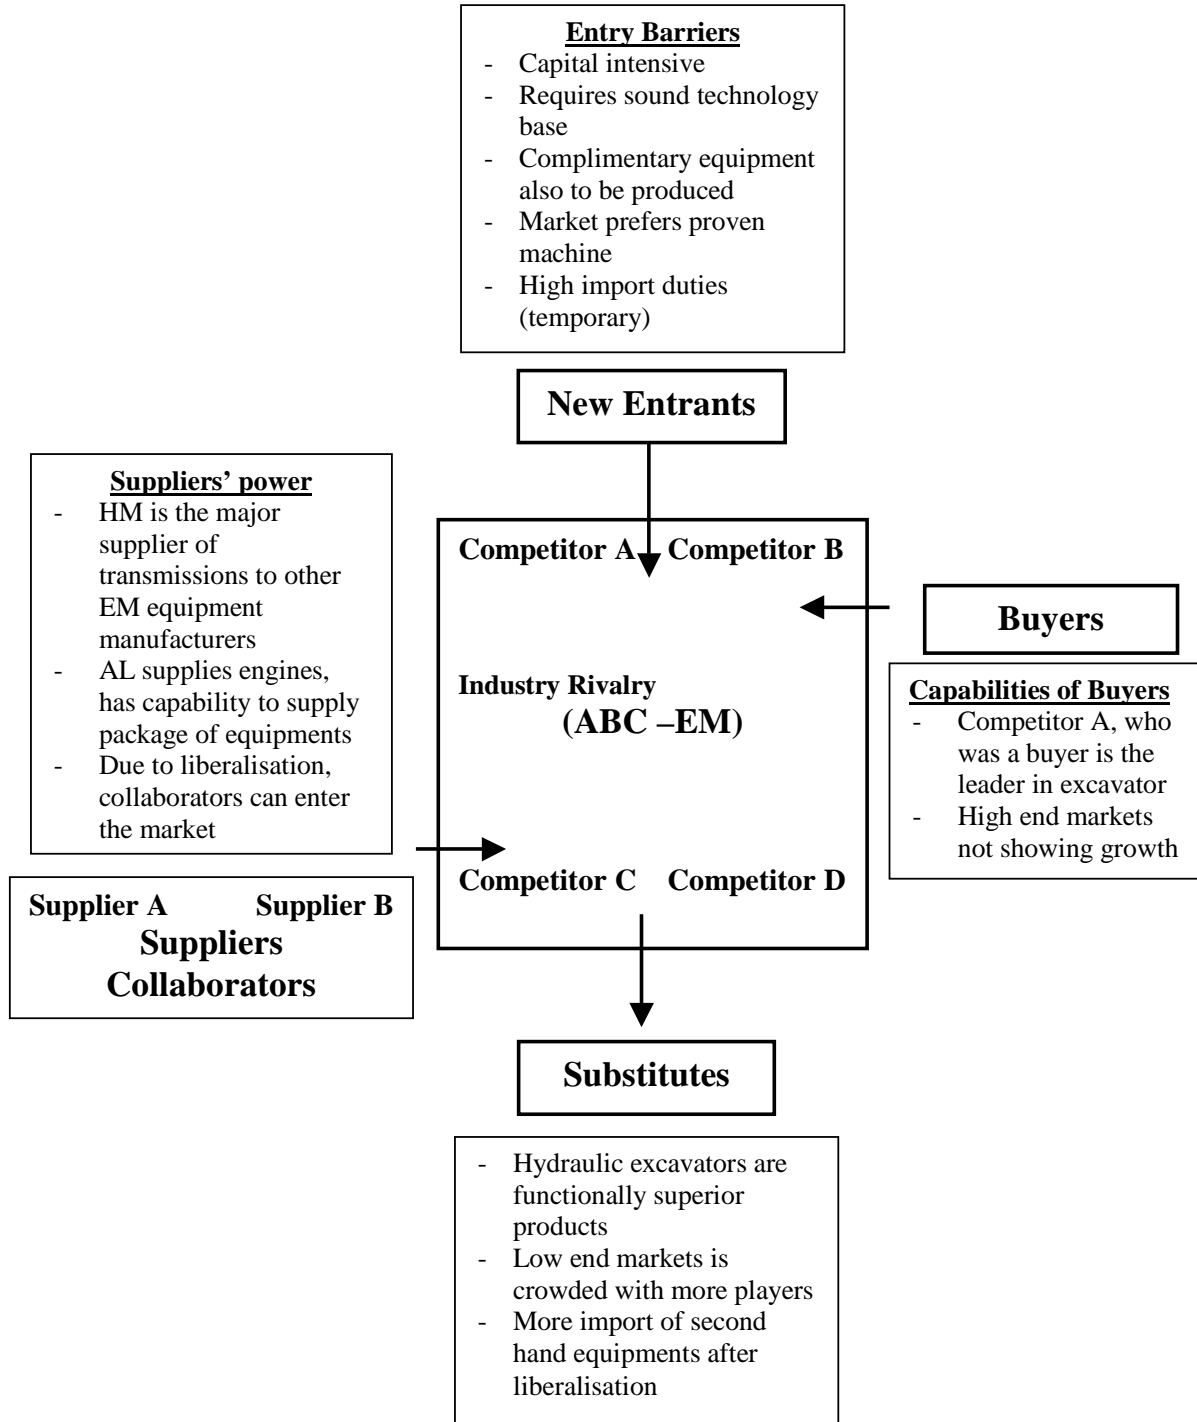 Entry Barriers
- Capital intensive
- Requires sound technology
base
- Complimentary equipment
also to be produced
- Market prefers proven
machine
- High import duties
(temporary)
New Entrants
Suppliers’ power
- HM is the major
supplier of
transmissions to other
EM equipment
manufacturers
- AL supplies engines,
has capability to supply
package of equipments
- Due to liberalisation,
collaborators can enter
the market
Supplier A Supplier B
Suppliers
Collaborators
Competitor A Competitor B
Industry Rivalry
(ABC –EM)
Competitor C Competitor D
Buyers
Capabilities of Buyers
- Competitor A, who
was a buyer is the
leader in excavator
- High end markets
not showing growth
Substitutes
- Hydraulic excavators are
functionally superior
products
- Low end markets is
crowded with more players
- More import of second
hand equipments after
liberalisation